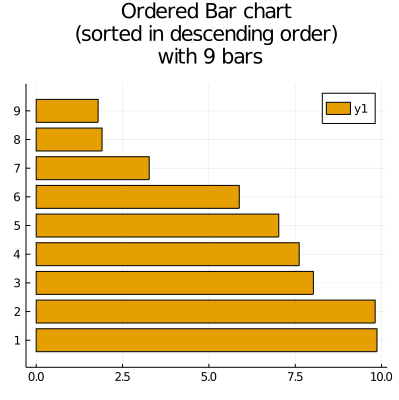 Ordered Bar chart
(sorted in descending order)
with 9 bars
y1
9
8
7
6
5
4
3
2
1
0.0 2.5 5.0 7.5 10.0